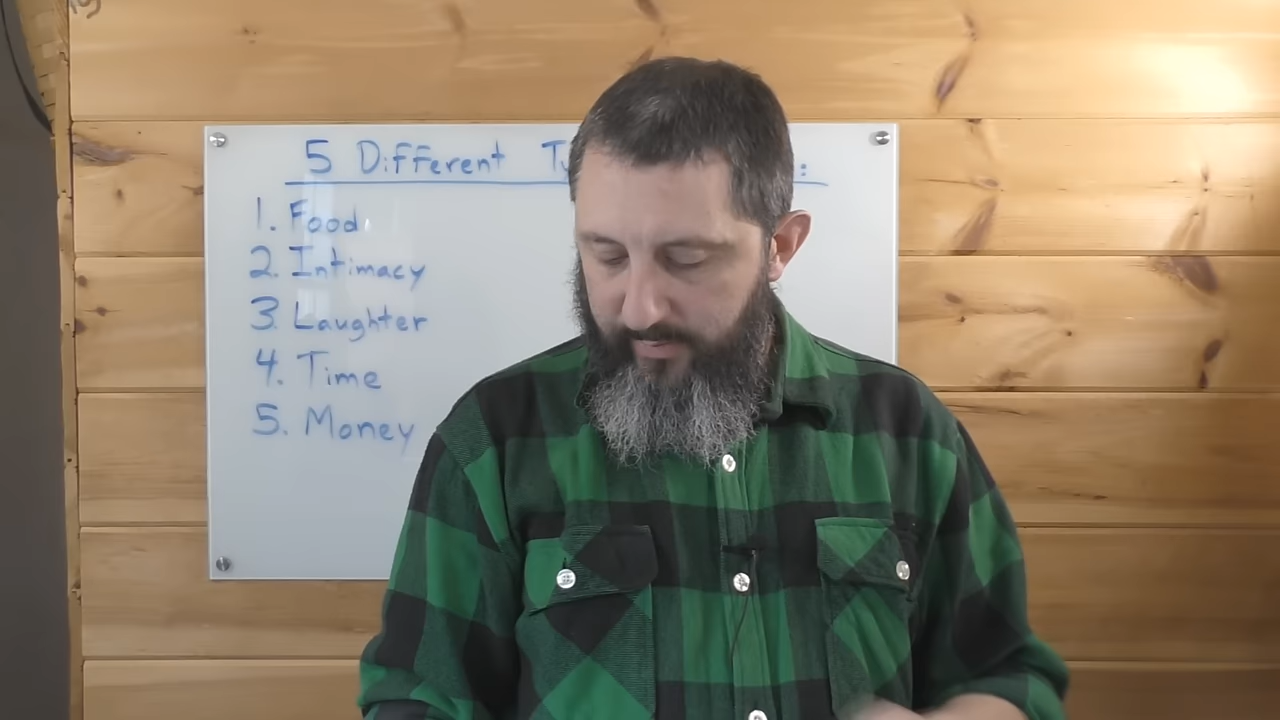 5 Different
1. Food
2. Intimacy
3. Laughter
4. Time
5. Money